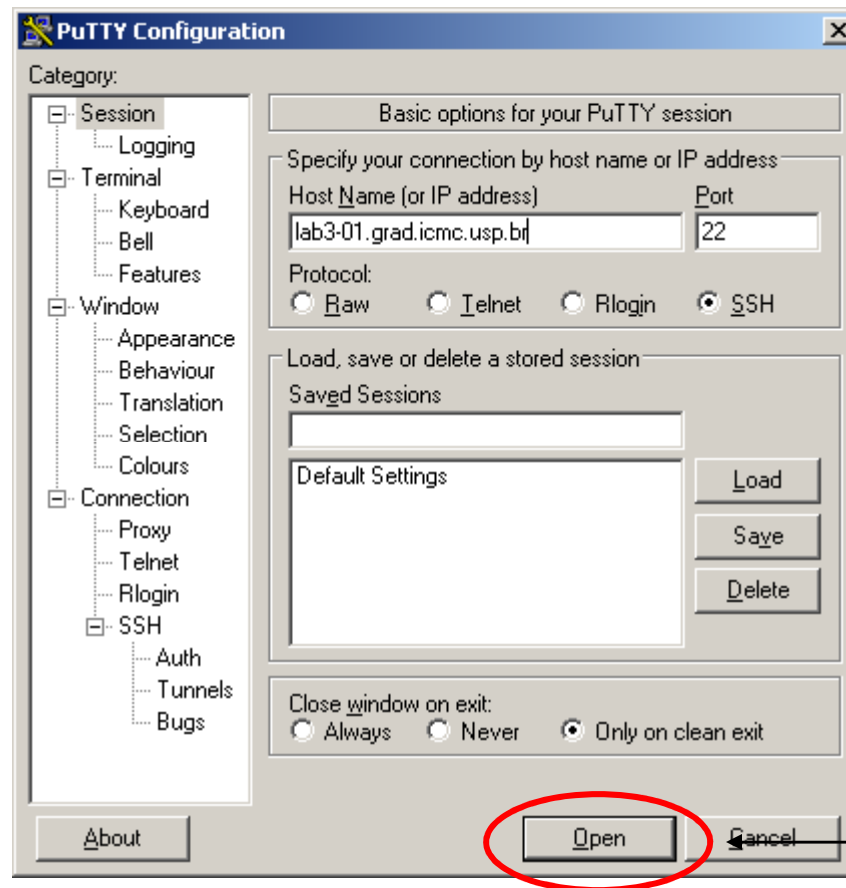 PuTTY Configuration
Category:
Session
Logging
Terminal
Keyboard
Bell
Features
Window
Appearance
Behaviour
Translation
Selection
Colours
Connection
Proxy
Telnet
Rlogin
SSH
Auth
Tunnels
Bugs
Basic options for your PuTTY session
Specify your connection by host name or IP address
Host Name (or IP address) Port
lab3-01.grad.icmc.usp.br 22
Protocol:
Raw Telnet Rlogin SSH
Load, save or delete a stored session
Saved Sessions
Default Settings
Load
Save
Delete
Close window on exit:
Always Never Only on clean exit
About Open Cancel